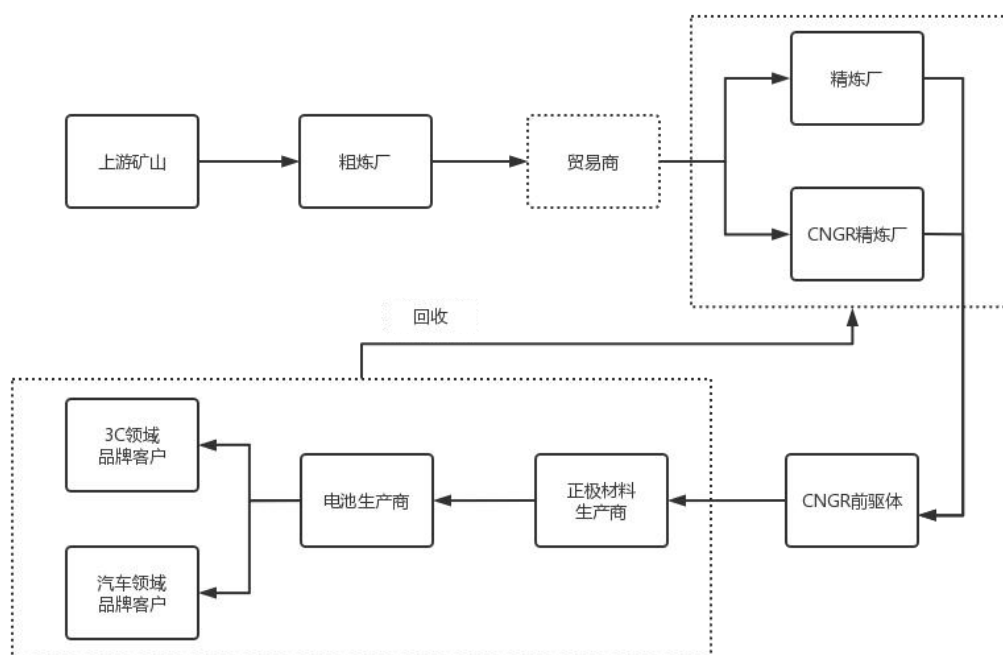 精炼厂
上游矿山
粗炼厂
贸易商
CNGR精炼厂
回收
3C领域
品牌客户
电池生产商
正极材料
生产商
CNGR前驱体
汽车领域
品牌客户